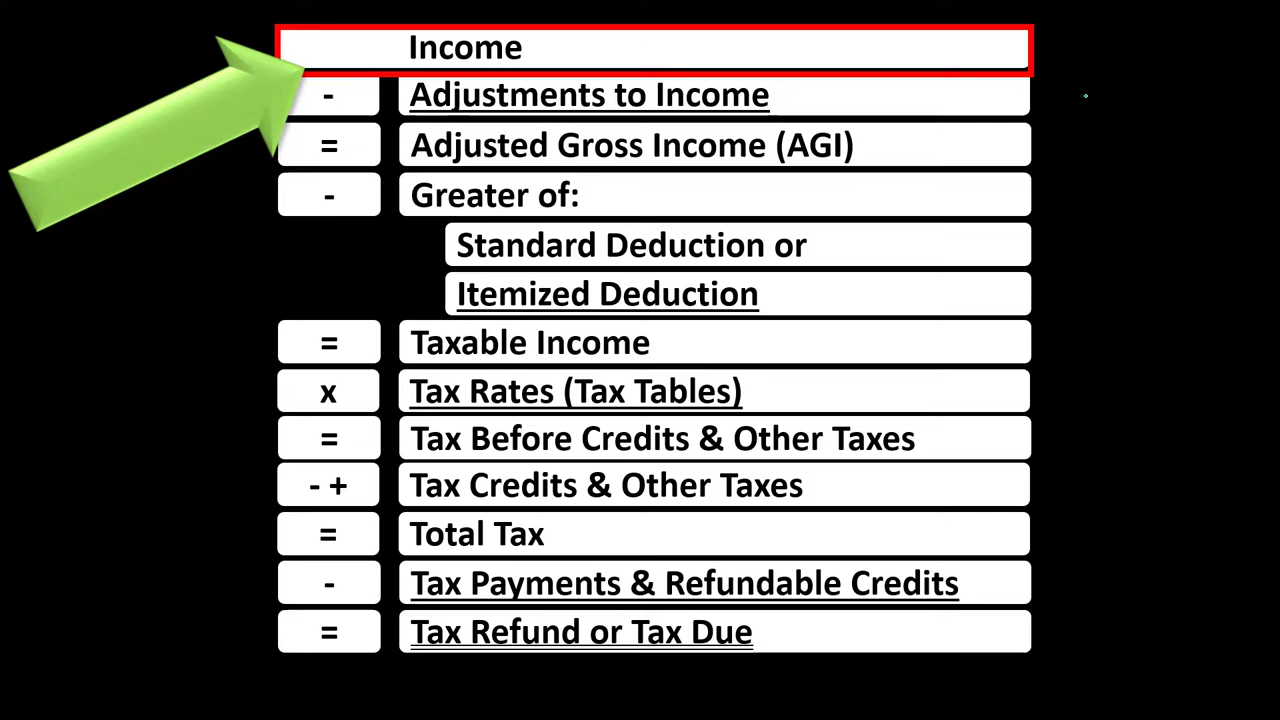 Income
- Adjustments to Income
= Adjusted Gross Income (AGI)
- Greater of:
Standard Deduction or
Itemized Deduction
= Taxable Income
x Tax Rates (Tax Tables)
= Tax Before Credits & Other Taxes
- + Tax Credits & Other Taxes
= Total Tax
- Tax Payments & Refundable Credits
= Tax Refund or Tax Due